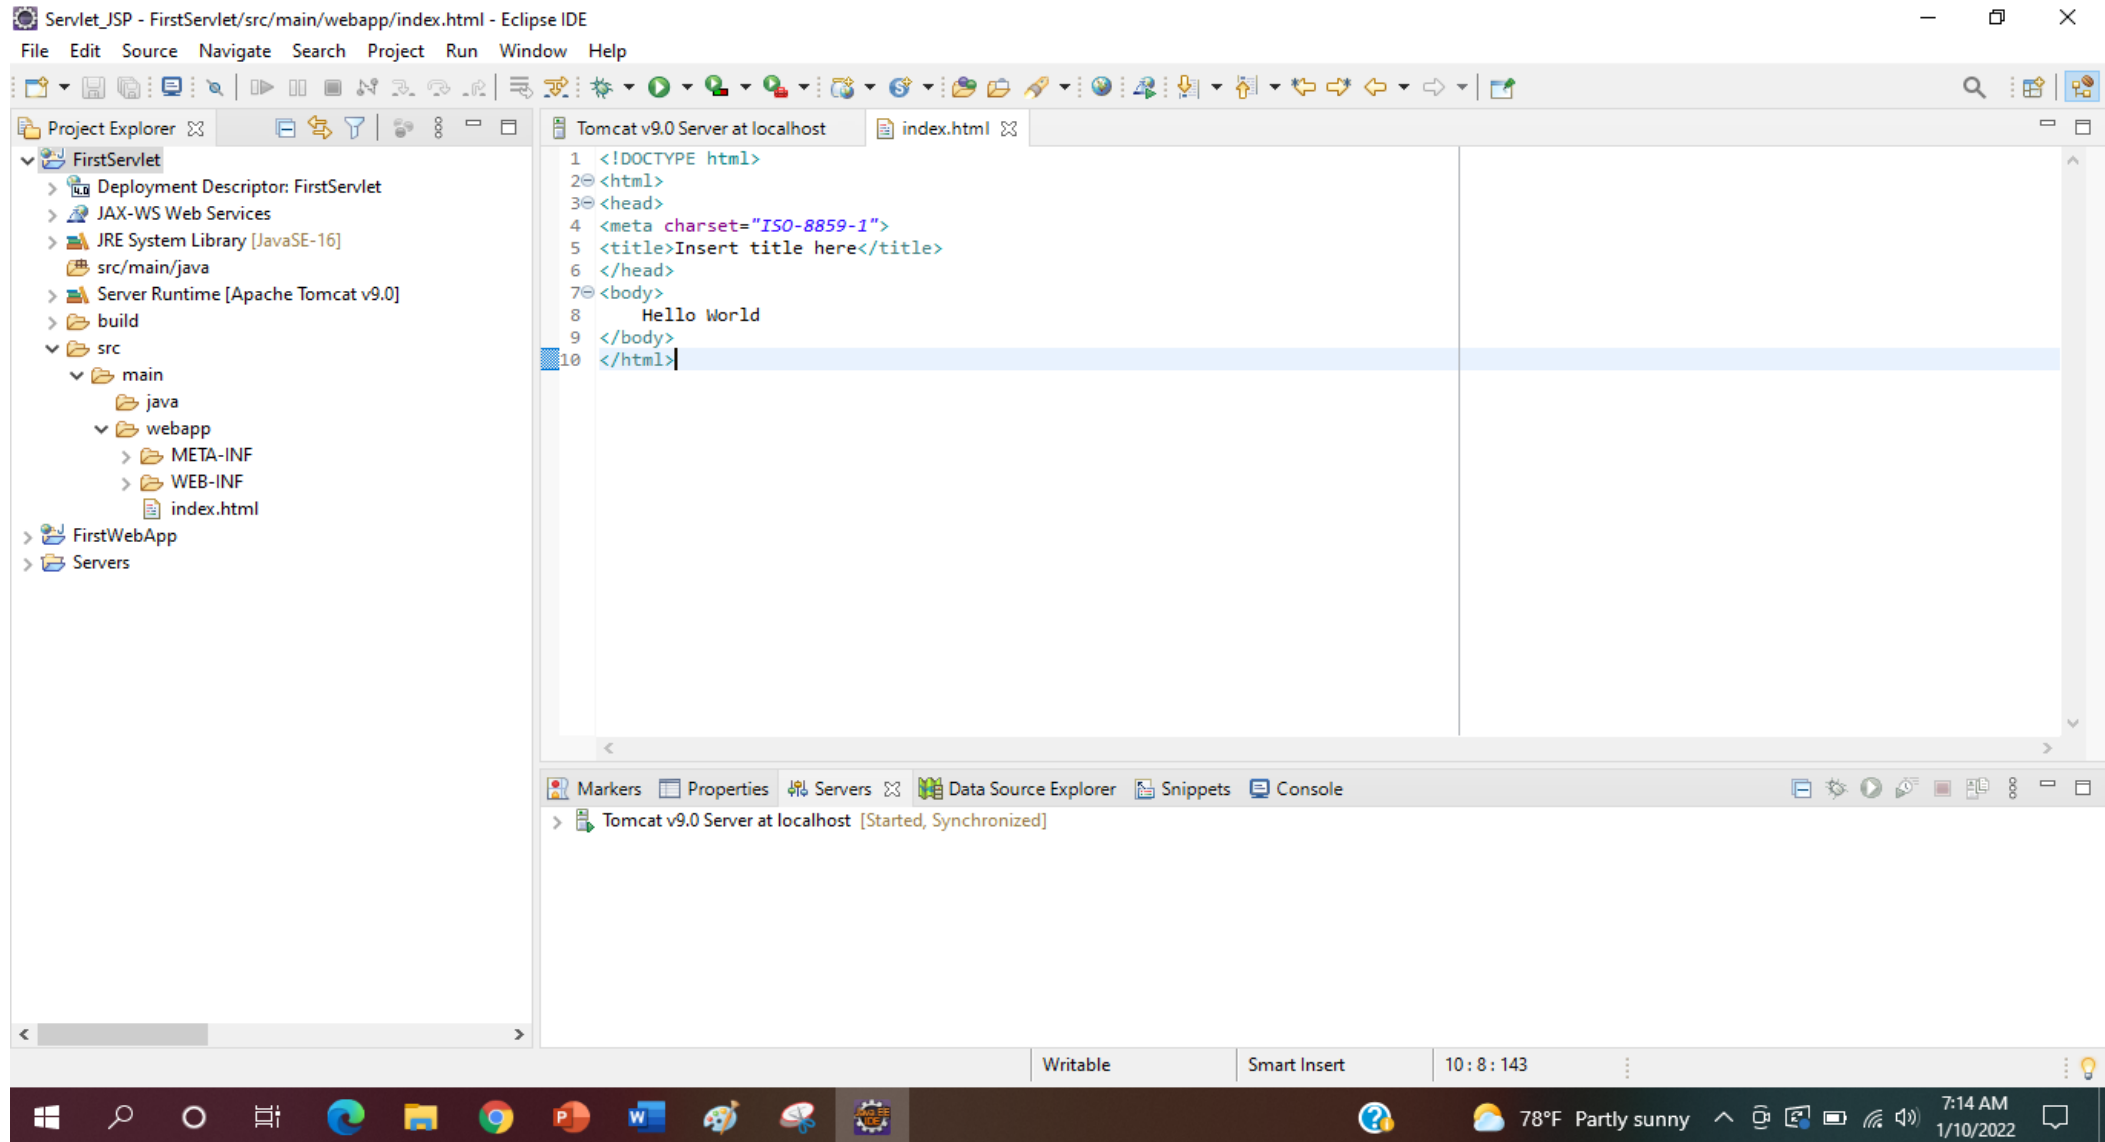 Servlet_JSP - FirstServlet/src/main/webapp/index.html - Eclipse IDE
File Edit Source Navigate Search Project Run Window Help
Project Explorer
FirstServlet
Deployment Descriptor: FirstServlet
JAX-WS Web Services
JRE System Library [JavaSE-16]
src/main/java
Server Runtime [Apache Tomcat v9.0]
build
src
main
java
webapp
META-INF
WEB-INF
index.html
FirstWebApp
Servers
Tomcat v9.0 Server at localhost index.html
1 <!DOCTYPE html>
2 <html>
3 <head>
4 <meta charset="ISO-8859-1">
5 <title>Insert title here</title>
6 </head>
7 <body>
8 Hello World
9 </body>
10 </html>
Markers Properties Servers Data Source Explorer Snippets Console
Tomcat v9.0 Server at localhost [Started, Synchronized]
Writable Smart Insert 10 : 8 : 143
78°F Partly sunny
7:14 AM
1/10/2022